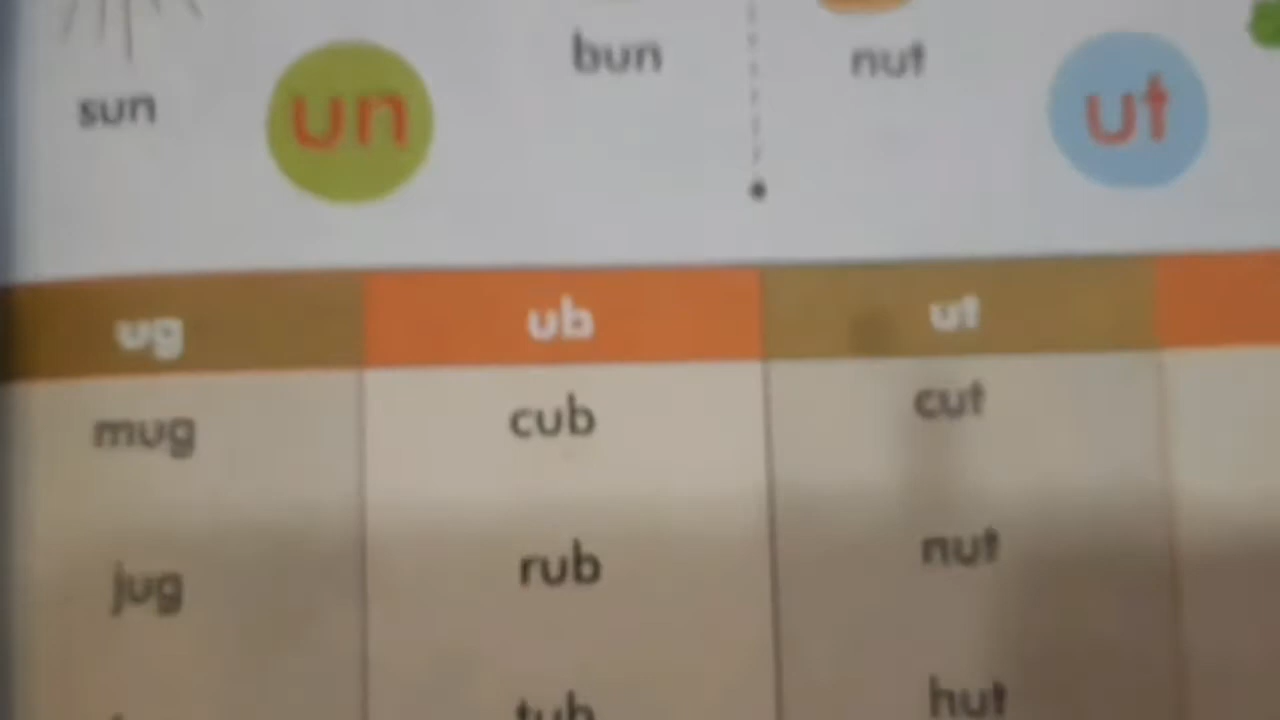 sun un bun nut ut
ug ub ut
mug cub cut
jug rub nut
tub hut